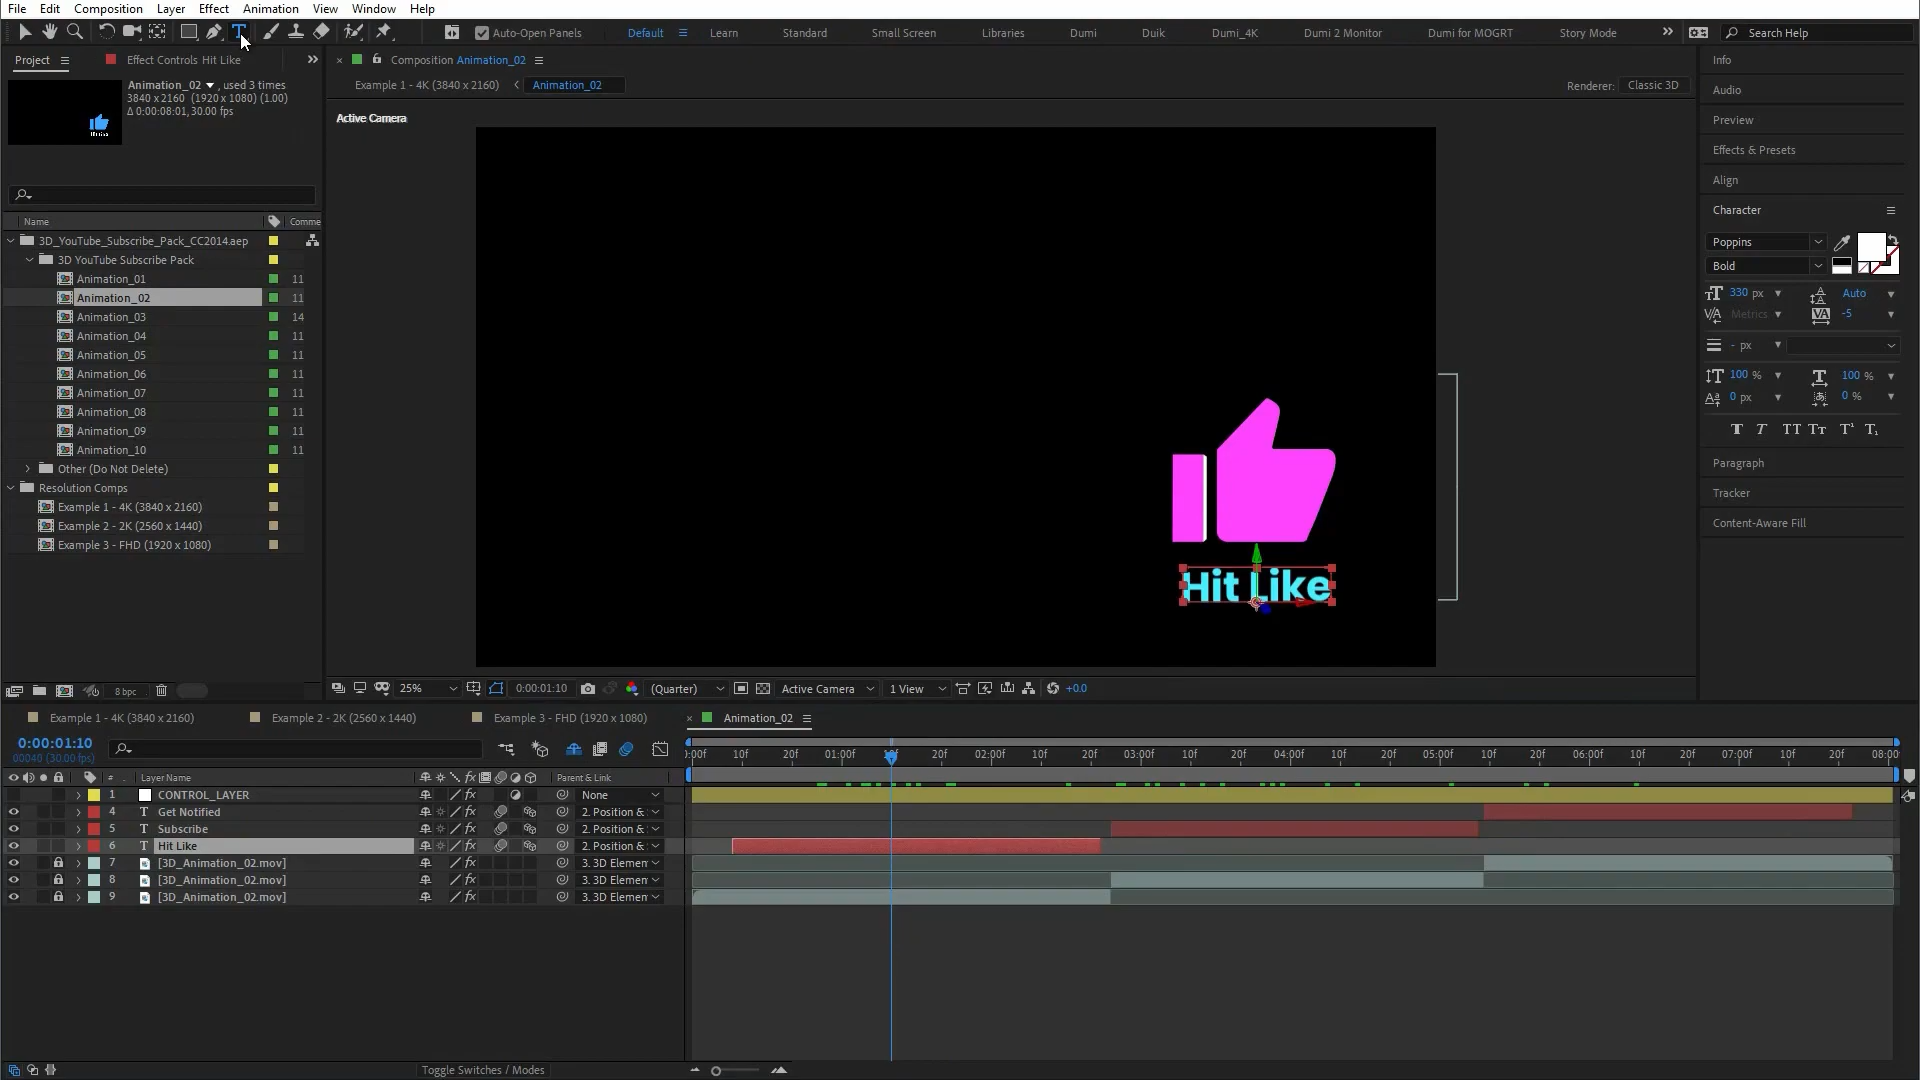 File Edit Composition Layer Effect Animation View Window Help
Auto-Open Panels Default Learn Standard Small Screen Libraries Dumi Duik Dumi_4K Dumi 2 Monitor Dumi for MOGRT Story Mode Search Help
Project Effect Controls Hit Like
Animation_02 , used 3 times
3840 x 2160 (1920 x 1080) (1.00)
Δ 0:00:08:01, 30.00 fps
Name Comme
3D_YouTube_Subscribe_Pack_CC2014.aep
3D YouTube Subscribe Pack
Animation_01 11
Animation_02 11
Animation_03 14
Animation_04 11
Animation_05 11
Animation_06 11
Animation_07 11
Animation_08 11
Animation_09 11
Animation_10 11
Other (Do Not Delete)
Resolution Comps
Example 1 - 4K (3840 x 2160)
Example 2 - 2K (2560 x 1440)
Example 3 - FHD (1920 x 1080)
8 bpc
Composition Animation_02
Example 1 - 4K (3840 x 2160) Animation_02
Renderer: Classic 3D
Active Camera
Hit Like
25% 0:00:01:10 (Quarter) Active Camera 1 View +0.0
Info
Audio
Preview
Effects & Presets
Align
Character
Poppins
Bold
330 px Auto
Metrics -5
- px
100 % 100 %
0 px 0 %
T T TT Tт T¹ T₁
Paragraph
Tracker
Content-Aware Fill
Example 1 - 4K (3840 x 2160) Example 2 - 2K (2560 x 1440) Example 3 - FHD (1920 x 1080) Animation_02
0:00:01:10
00040 (30.00 fps)
:00f 10f 20f 01:00f 10f 20f 02:00f 10f 20f 03:00f 10f 20f 04:00f 10f 20f 05:00f 10f 20f 06:00f 10f 20f 07:00f 10f 20f 08:00
# Layer Name fx Parent & Link
1 CONTROL_LAYER fx None
4 T Get Notified 2. Position &
5 T Subscribe fx 2. Position &
6 T Hit Like fx 2. Position &
7 [3D_Animation_02.mov] fx 3. 3D Elemen
8 [3D_Animation_02.mov] fx 3. 3D Elemen
9 [3D_Animation_02.mov] fx 3. 3D Elemen
Toggle Switches / Modes